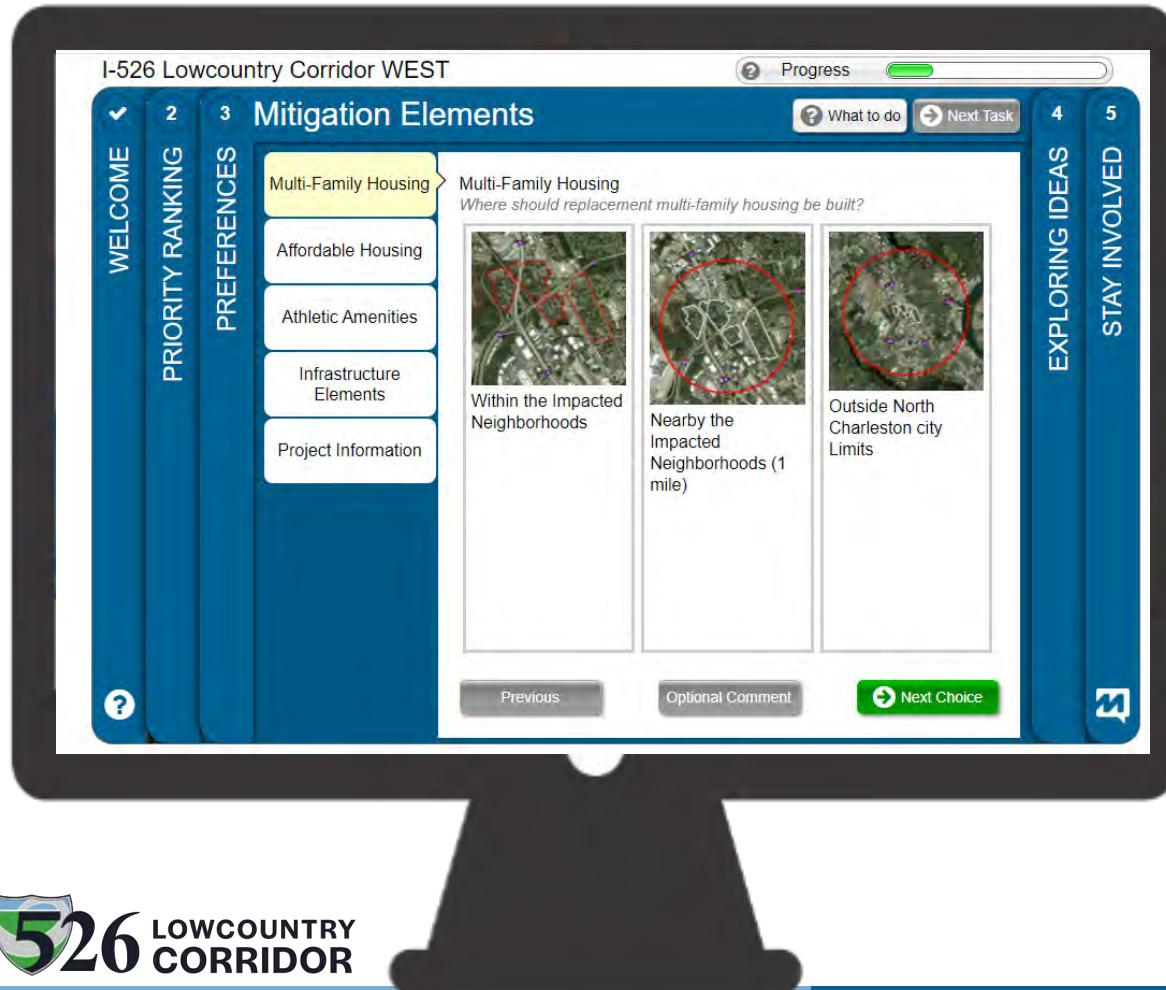 I-526 Lowcountry Corridor WEST
? Progress
✓
WELCOME
?
2
PRIORITY RANKING
3
PREFERENCES
Mitigation Elements
? What to do
Next Task
Multi-Family Housing
Affordable Housing
Athletic Amenities
Infrastructure
Elements
Project Information
Multi-Family Housing
Where should replacement multi-family housing be built?
Within the Impacted
Neighborhoods
Nearby the
Impacted
Neighborhoods (1
mile)
Outside North
Charleston city
Limits
Previous
Optional Comment
Next Choice
4
EXPLORING IDEAS
5
STAY INVOLVED
526 LOWCOUNTRY
CORRIDOR